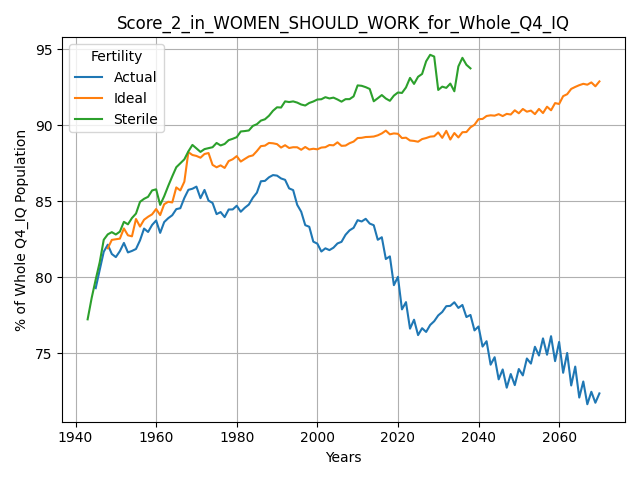 Score_2_in_WOMEN_SHOULD_WORK_for_Whole_Q4_IQ
Fertility
Actual
Ideal
Sterile
% of Whole Q4_IQ Population
95
90
85
80
75
1940
1960
1980
2000
2020
2040
2060
Years